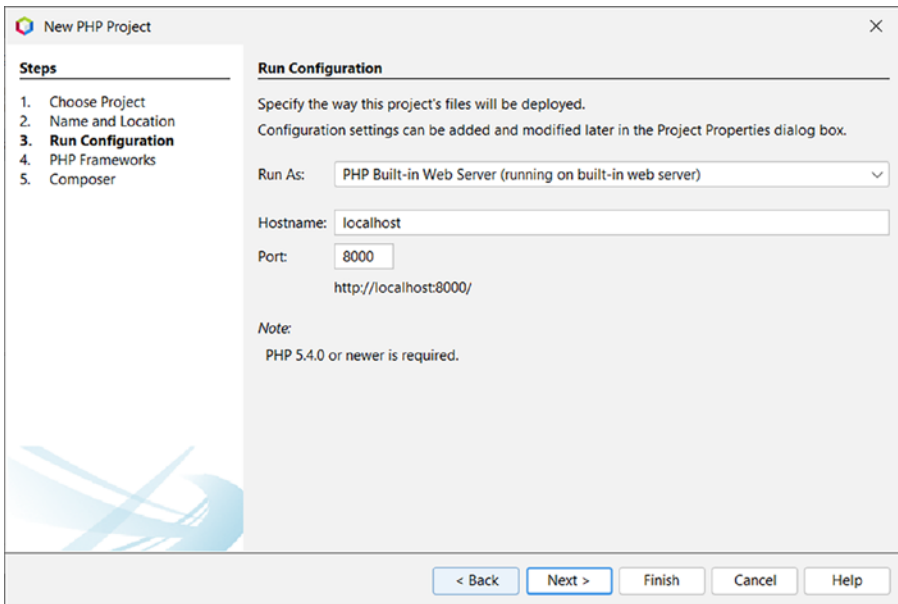 New PHP Project
Steps
1. Choose Project
2. Name and Location
3. Run Configuration
4. PHP Frameworks
5. Composer
Run Configuration
Specify the way this project's files will be deployed.
Configuration settings can be added and modified later in the Project Properties dialog box.
Run As: PHP Built-in Web Server (running on built-in web server)
Hostname: localhost
Port: 8000
http://localhost:8000/
Note:
PHP 5.4.0 or newer is required.
< Back Next > Finish Cancel Help